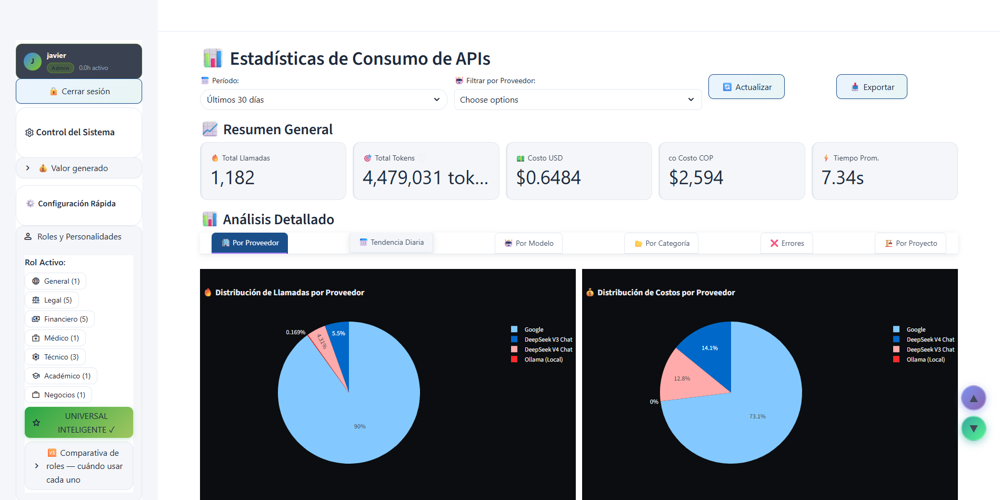 J
javier
Admin
0.0h activo
Cerrar sesión
Control del Sistema
Valor generado
Configuración Rápida
Roles y Personalidades
Rol Activo:
General (1)
Legal (5)
Financiero (5)
Médico (1)
Técnico (3)
Académico (1)
Negocios (1)
UNIVERSAL
INTELIGENTE ✓
VS Comparativa de
roles — cuándo usar
cada uno
Estadísticas de Consumo de APIs
Período:
Últimos 30 días
Filtrar por Proveedor:
Choose options
Actualizar
Exportar
Resumen General
Total Llamadas
1,182
Total Tokens
4,479,031 tok...
Costo USD
$0.6484
co Costo COP
$2,594
Tiempo Prom.
7.34s
Análisis Detallado
Por Proveedor
Tendencia Diaria
Por Modelo
Por Categoría
Errores
Por Proyecto
Distribución de Llamadas por Proveedor
0.169%
4.31%
5.5%
90%
Google
DeepSeek V3 Chat
DeepSeek V4 Chat
Ollama (Local)
Distribución de Costos por Proveedor
14.1%
12.8%
0%
73.1%
Google
DeepSeek V4 Chat
DeepSeek V3 Chat
Ollama (Local)